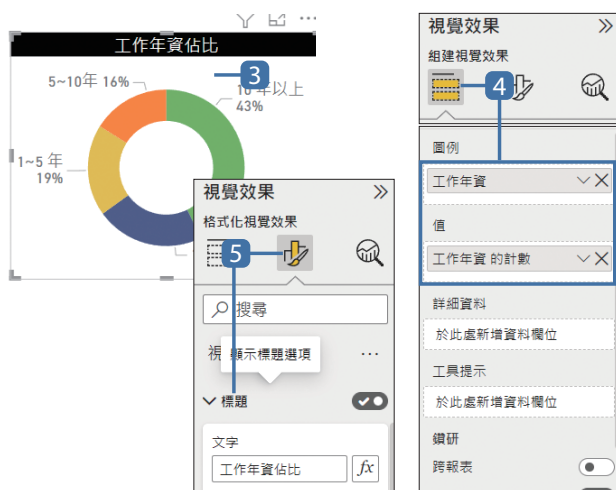 工作年資佔比
3
5~10年 16%
10 年以上
43%
1~5 年
19%
視覺效果
格式化視覺效果
5
搜尋
視
顯示標題選項
標題
文字
工作年資佔比
fx
視覺效果
組建視覺效果
4
圖例
工作年資
值
工作年資 的計數
詳細資料
於此處新增資料欄位
工具提示
於此處新增資料欄位
鑽研
跨報表